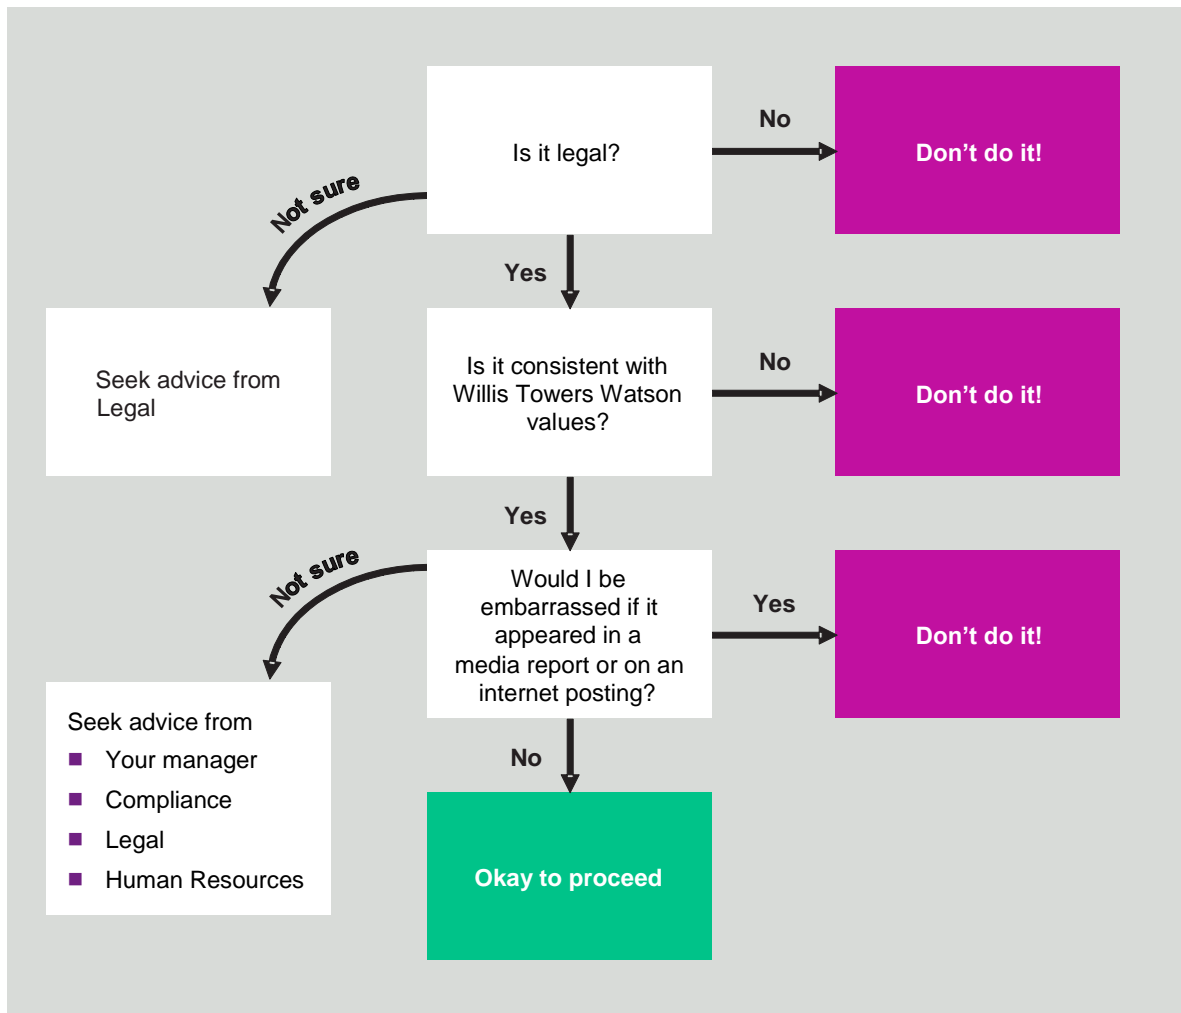 Is it legal?
No
Don't do it!
Not sure
Yes
Seek advice from
Legal
Is it consistent with
Willis Towers Watson
values?
No
Don't do it!
Yes
Not sure
Would I be
embarrassed if it
appeared in a
media report or on an
internet posting?
Yes
Don't do it!
Seek advice from
Your manager
Compliance
Legal
Human Resources
No
Okay to proceed